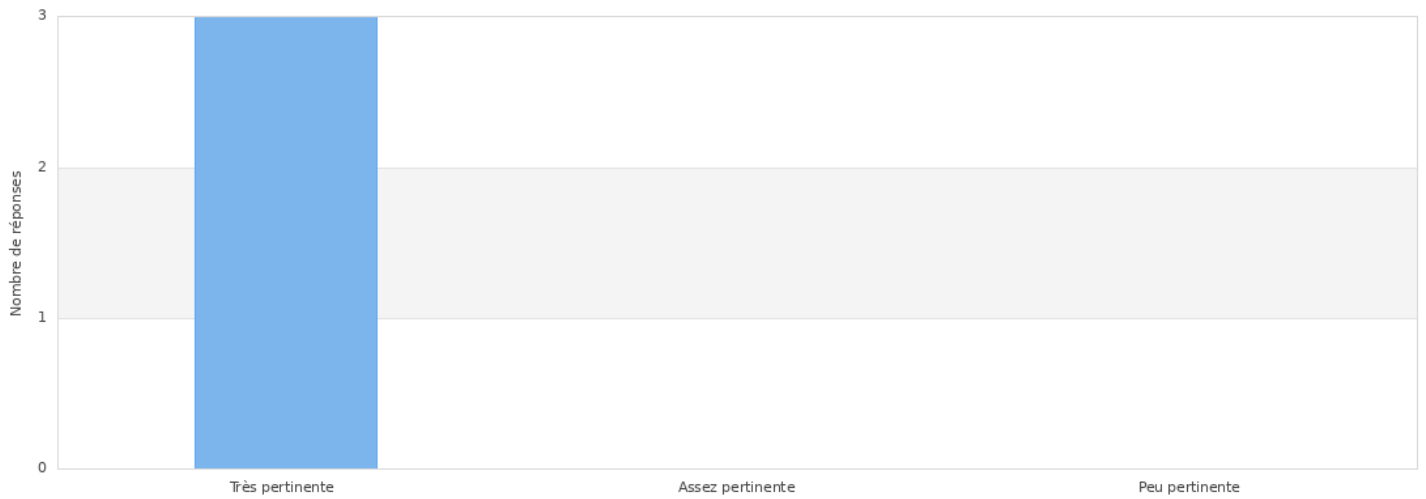 3
2
1
0
Nombre de réponses
Très pertinente
Assez pertinente
Peu pertinente